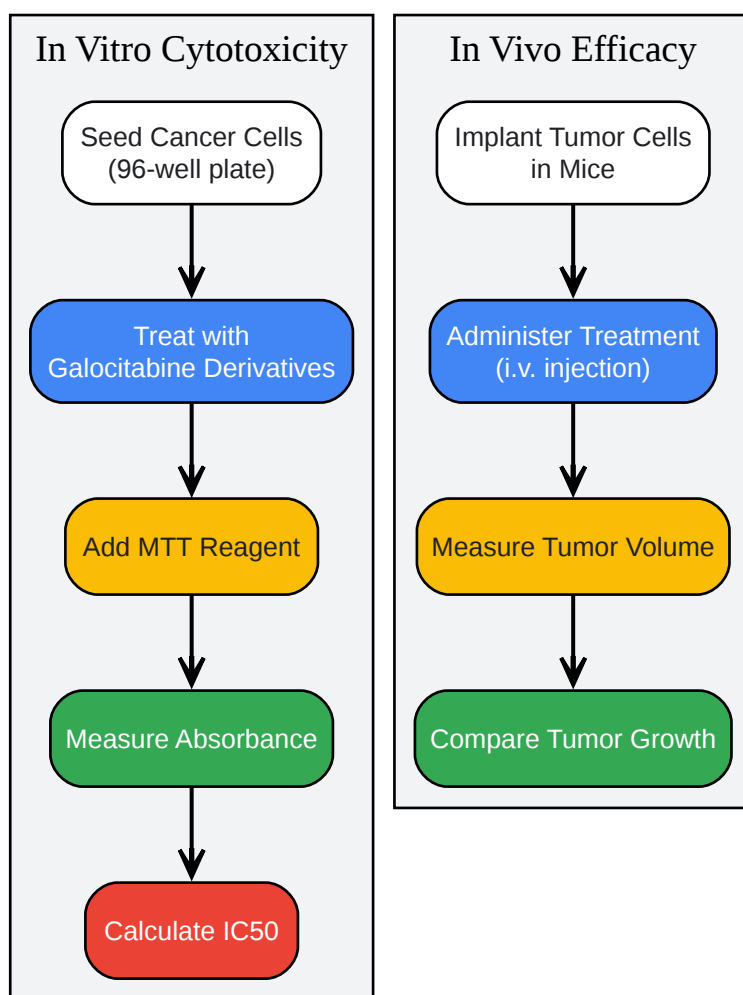 In Vitro Cytotoxicity
Seed Cancer Cells
(96-well plate)
Treat with
Galocitabine Derivatives
Add MTT Reagent
Measure Absorbance
Calculate IC50
In Vivo Efficacy
Implant Tumor Cells
in Mice
Administer Treatment
(i.v. injection)
Measure Tumor Volume
Compare Tumor Growth